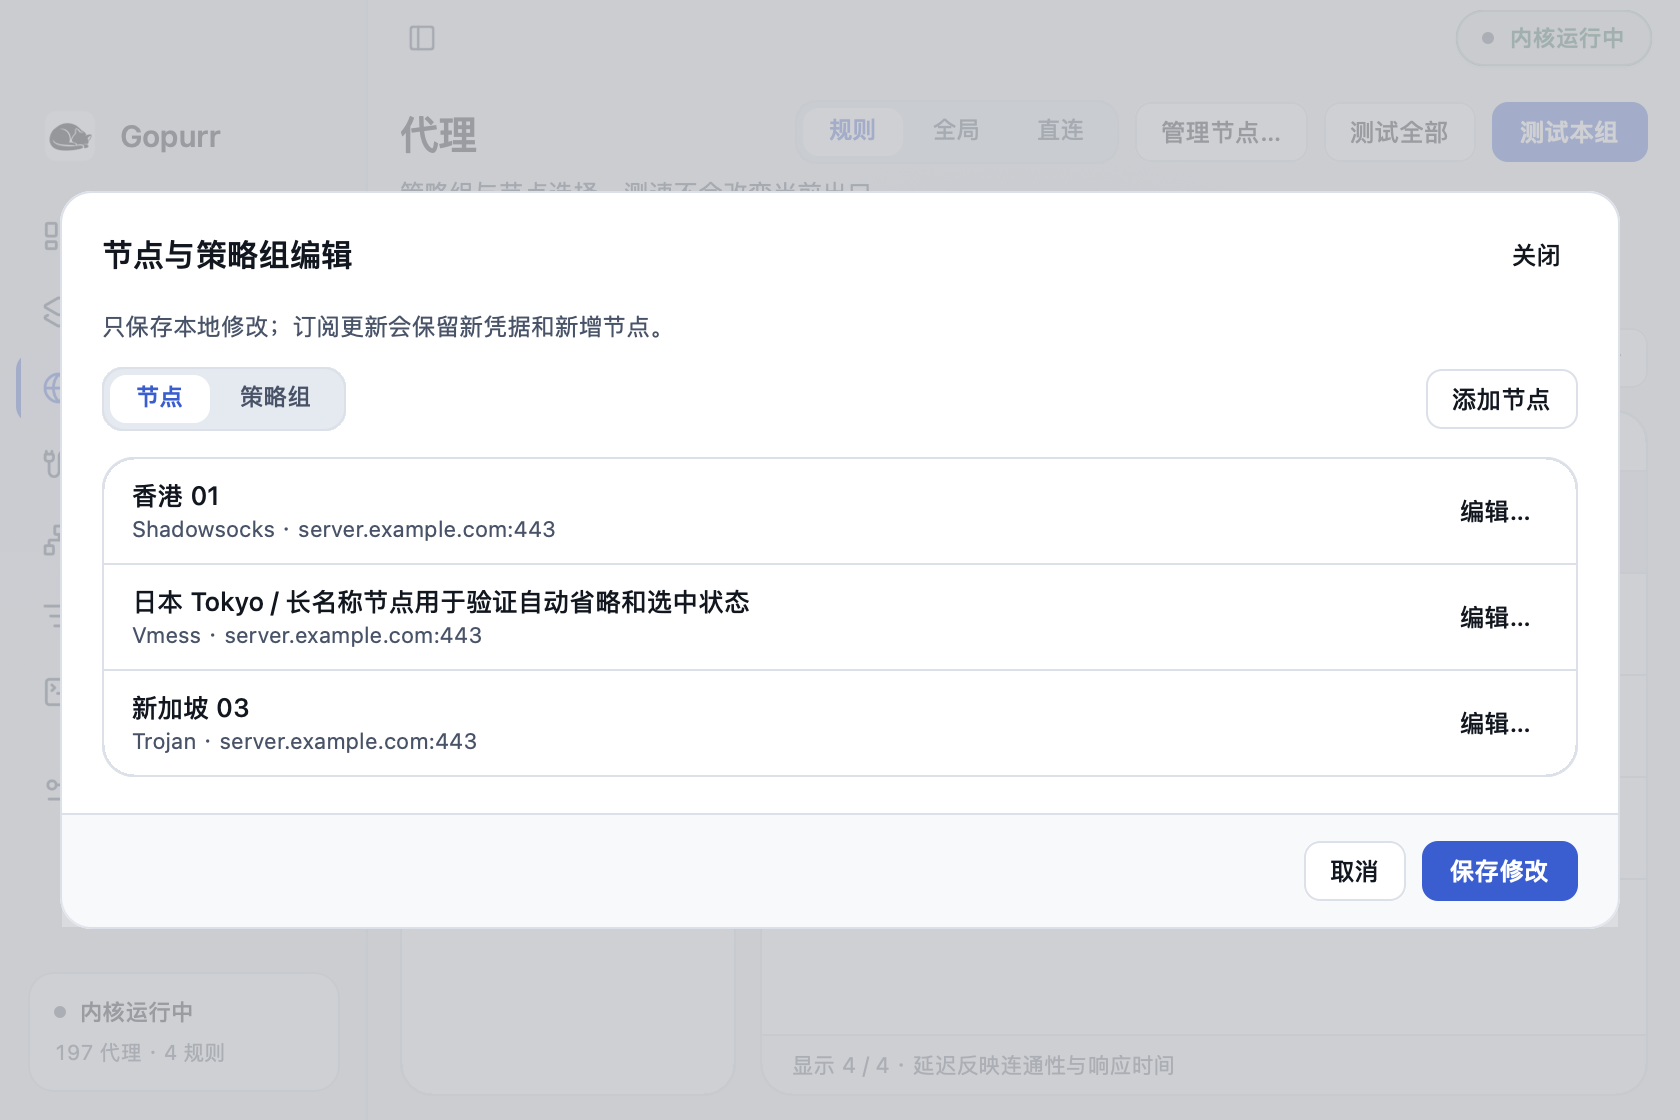 内核运行中
Gopurr
代理
规则
全局
直连
管理节点...
测试全部
测试本组
节点与策略组编辑
关闭
只保存本地修改；订阅更新会保留新凭据和新增节点。
节点
策略组
添加节点
香港 01
Shadowsocks · server.example.com:443
编辑...
日本 Tokyo / 长名称节点用于验证自动省略和选中状态
Vmess · server.example.com:443
编辑...
新加坡 03
Trojan · server.example.com:443
编辑...
取消
保存修改
内核运行中
197 代理 · 4 规则
显示 4 / 4 · 延迟反映连通性与响应时间